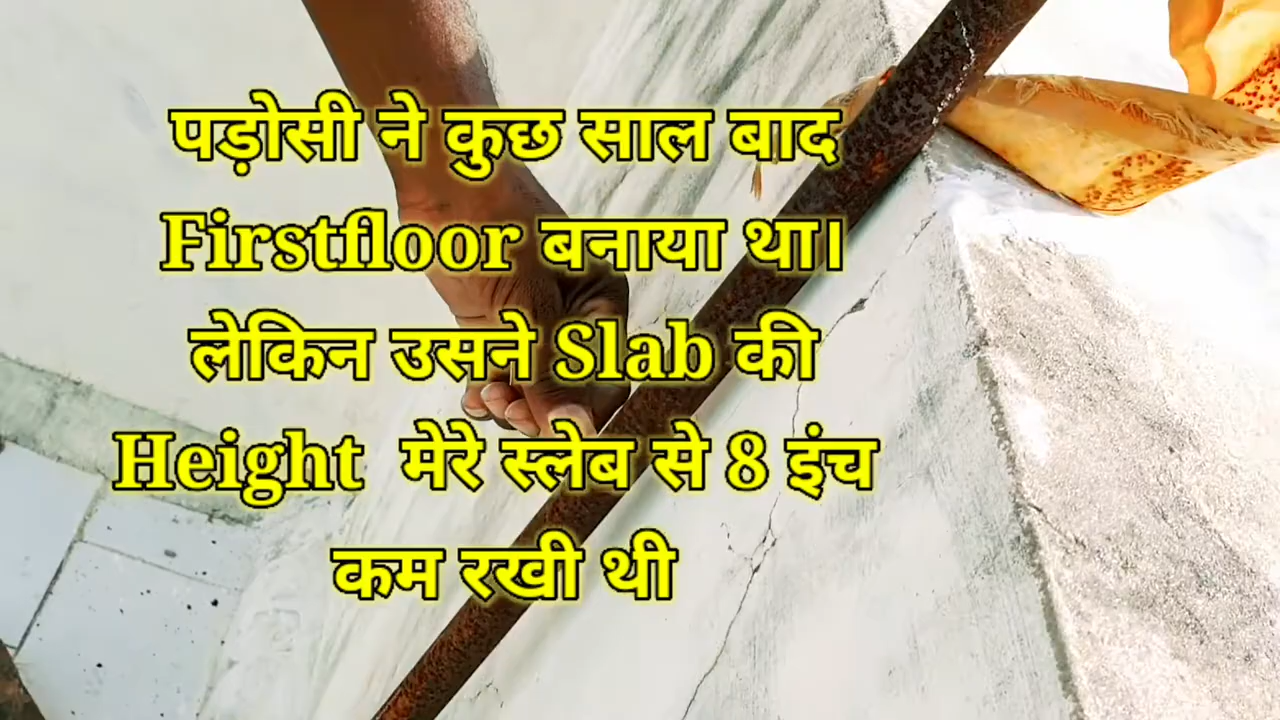 पड़ोसी ने कुछ साल बाद
Firstfloor बनाया था।
लेकिन उसने Slab की
Height मेरे स्लेब से 8 इंच
कम रखी थी